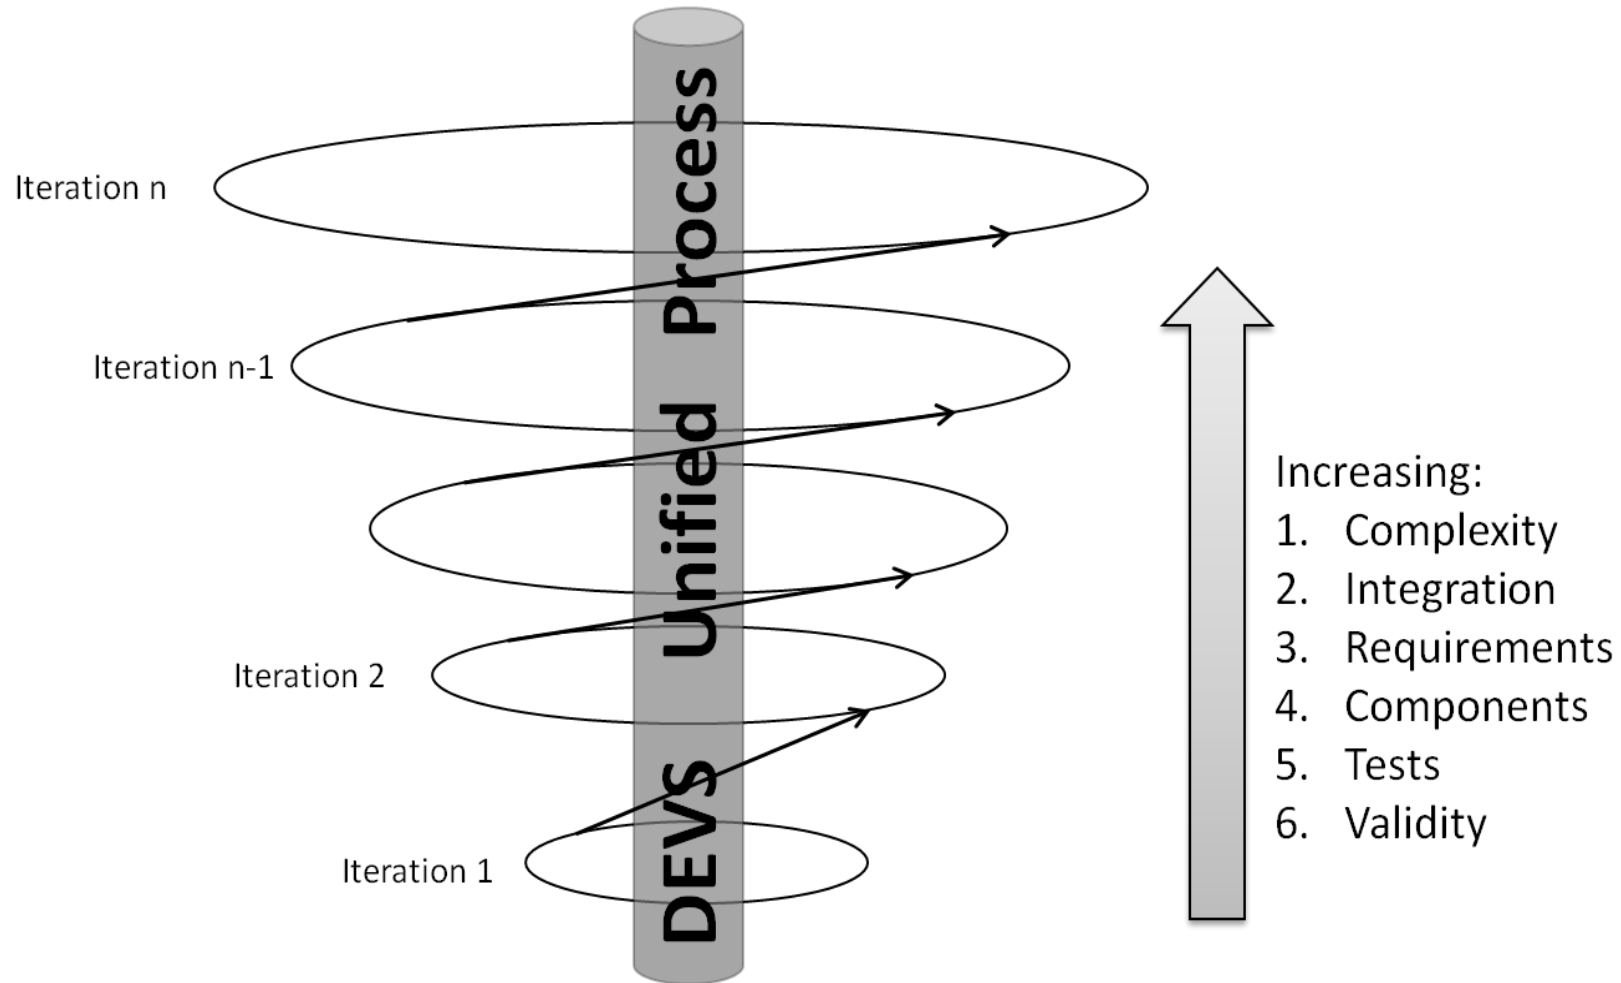 Iteration n
Iteration n-1
Iteration 2
Iteration 1
DEVS Unified Process
Increasing:
1. Complexity
2. Integration
3. Requirements
4. Components
5. Tests
6. Validity